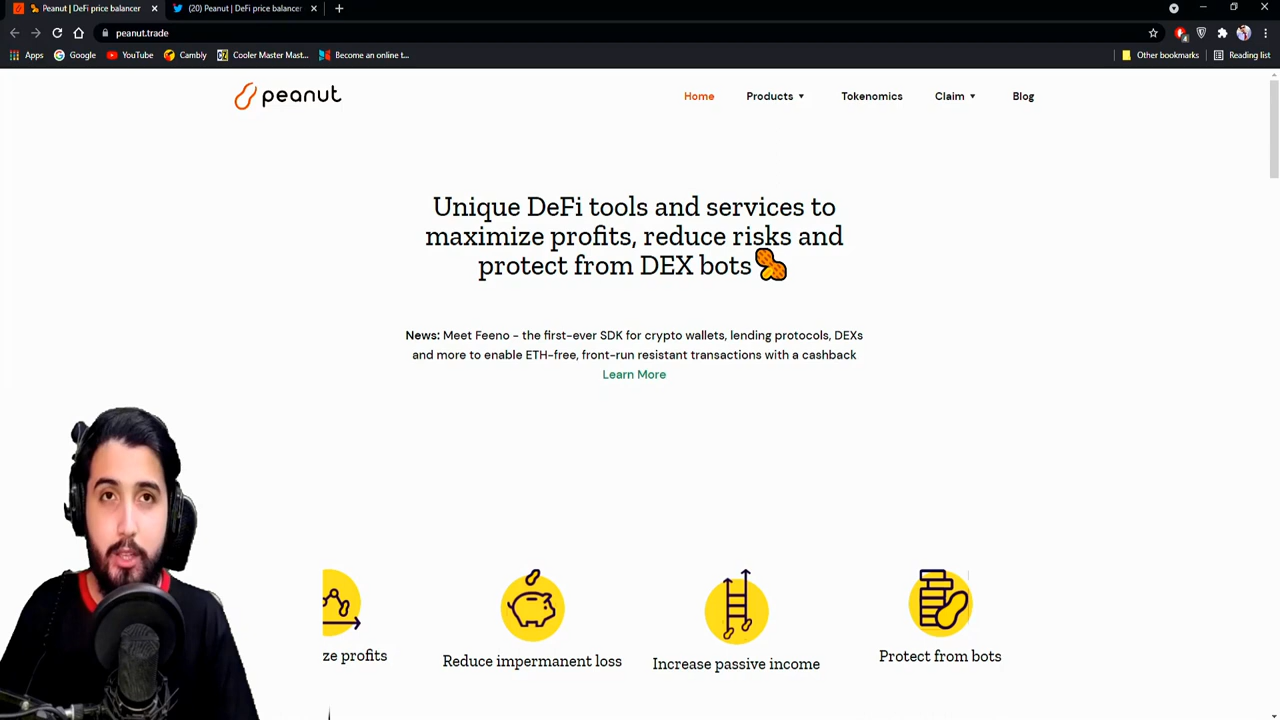 Peanut | DeFi price balancer
(20) Peanut | DeFi price balancer
peanut.trade
Apps
Google
YouTube
Cambly
Cooler Master Mast...
Become an online t...
Other bookmarks
Reading list
peanut
Home
Products
Tokenomics
Claim
Blog
Unique DeFi tools and services to
maximize profits, reduce risks and
protect from DEX bots
News: Meet Feeno - the first-ever SDK for crypto wallets, lending protocols, DEXs
and more to enable ETH-free, front-run resistant transactions with a cashback
Learn More
ze profits
Reduce impermanent loss
Increase passive income
Protect from bots